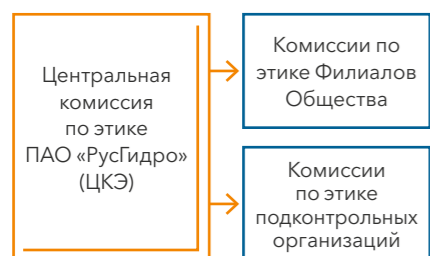 Центральная
комиссия
по этике
ПАО «РусГидро»
(ЦКЭ)
Комиссии по
этике Филиалов
Общества
Комиссии
по этике
подконтрольных
организаций